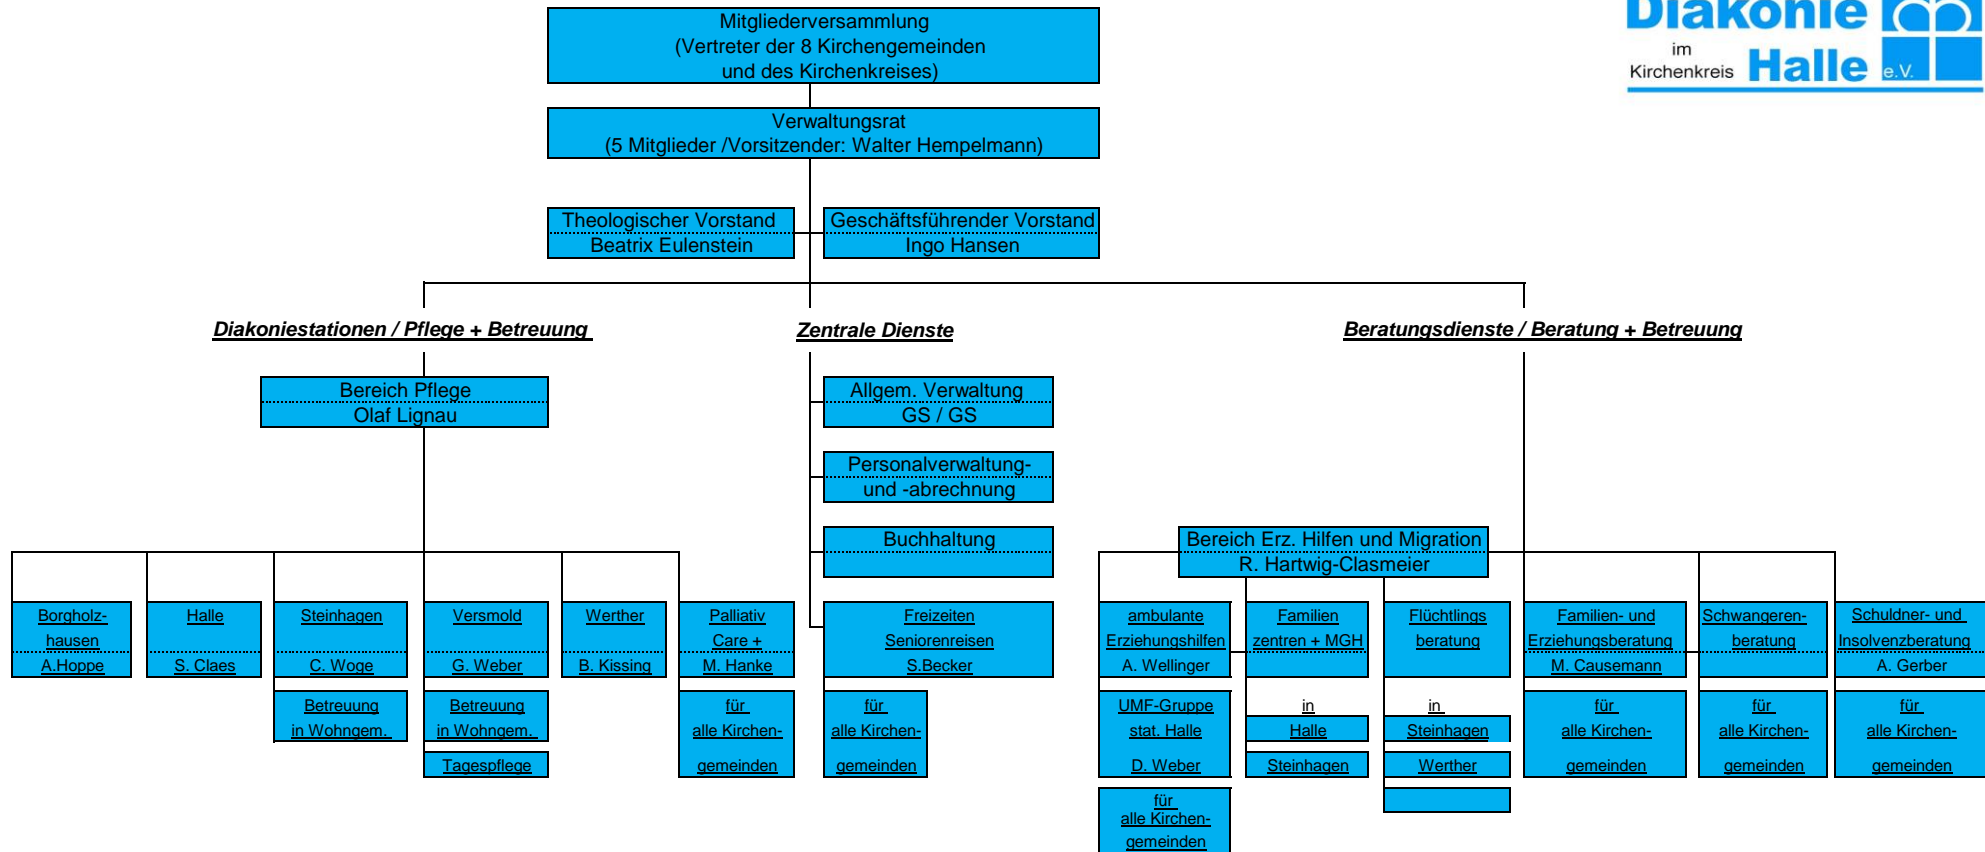 Mitgliederversammlung
(Vertreter der 8 Kirchengemeinden
und des Kirchenkreises)
Diakonie
im
Kirchenkreis Halle e.V.
Verwaltungsrat
(5 Mitglieder /Vorsitzender: Walter Hempelmann)
Theologischer Vorstand
Beatrix Eulenstein
Geschäftsführender Vorstand
Ingo Hansen
Diakoniestationen / Pflege + Betreuung
Zentrale Dienste
Beratungsdienste / Beratung + Betreuung
Bereich Pflege
Olaf Lignau
Allgem. Verwaltung
GS / GS
Personalverwaltung-
und -abrechnung
Buchhaltung
Bereich Erz. Hilfen und Migration
R. Hartwig-Clasmeier
Borgholz-
hausen
A.Hoppe
Halle
S. Claes
Steinhagen
C. Woge
Betreuung
in Wohngem.
Versmold
G. Weber
Betreuung
in Wohngem.
Tagespflege
Werther
B. Kissing
Palliativ
Care +
M. Hanke
für
alle Kirchen-
gemeinden
Freizeiten
Seniorenreisen
S.Becker
für
alle Kirchen-
gemeinden
ambulante
Erziehungshilfen
A. Wellinger
UMF-Gruppe
stat. Halle
D. Weber
für
alle Kirchen-
gemeinden
Familien
zentren + MGH
in
Halle
Steinhagen
Flüchtlings
beratung
in
Steinhagen
Werther
Familien- und
Erziehungsberatung
M. Causemann
für
alle Kirchen-
gemeinden
Schwangeren-
beratung
für
alle Kirchen-
gemeinden
Schuldner- und
Insolvenzberatung
A. Gerber
für
alle Kirchen-
gemeinden